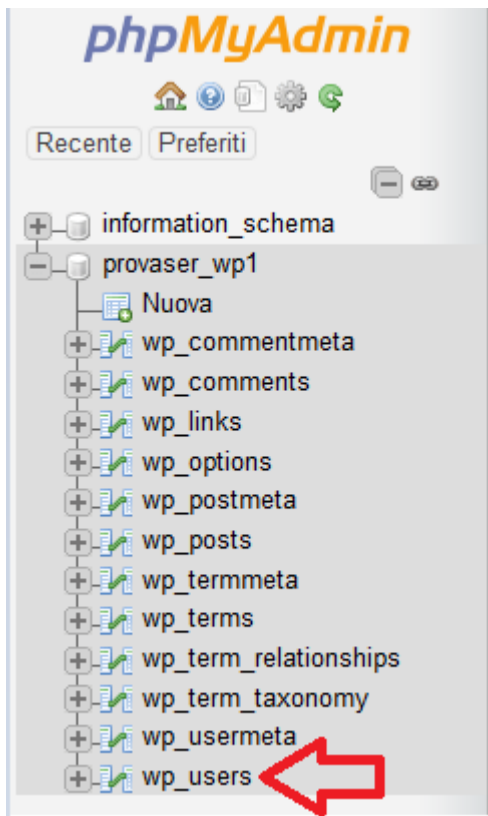 phpMyAdmin
Recente Preferiti
information_schema
provaser_wp1
Nuova
wp_commentmeta
wp_comments
wp_links
wp_options
wp_postmeta
wp_posts
wp_termmeta
wp_terms
wp_term_relationships
wp_term_taxonomy
wp_usermeta
wp_users